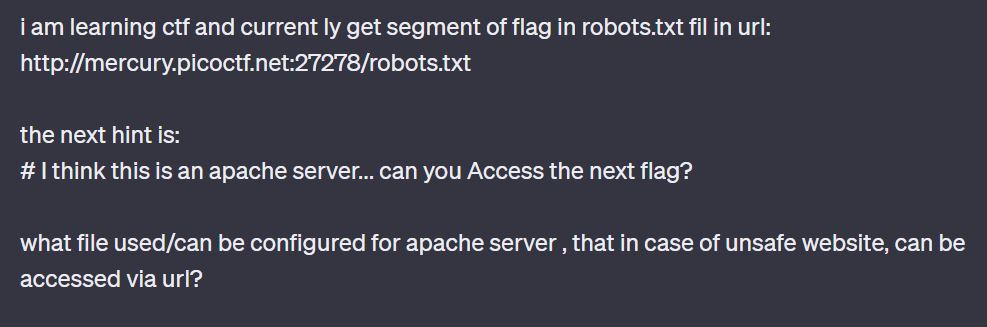 i am learning ctf and current ly get segment of flag in robots.txt fil in url:
http://mercury.picoctf.net:27278/robots.txt
the next hint is:
# I think this is an apache server... can you Access the next flag?
what file used/can be configured for apache server , that in case of unsafe website, can be
accessed via url?